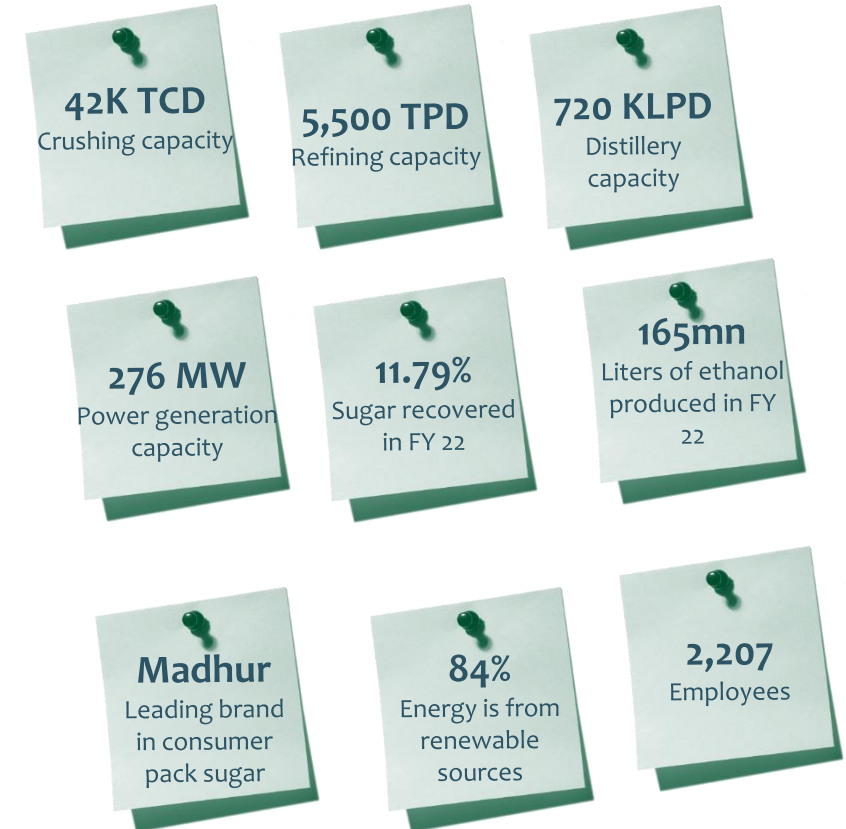 42K TCD
Crushing capacity
5,500 TPD
Refining capacity
720 KLPD
Distillery
capacity
276 MW
Power generation
capacity
11.79%
Sugar recovered
in FY 22
165mn
Liters of ethanol
produced in FY
22
Madhur
Leading brand
in consumer
pack sugar
84%
Energy is from
renewable
sources
2,207
Employees